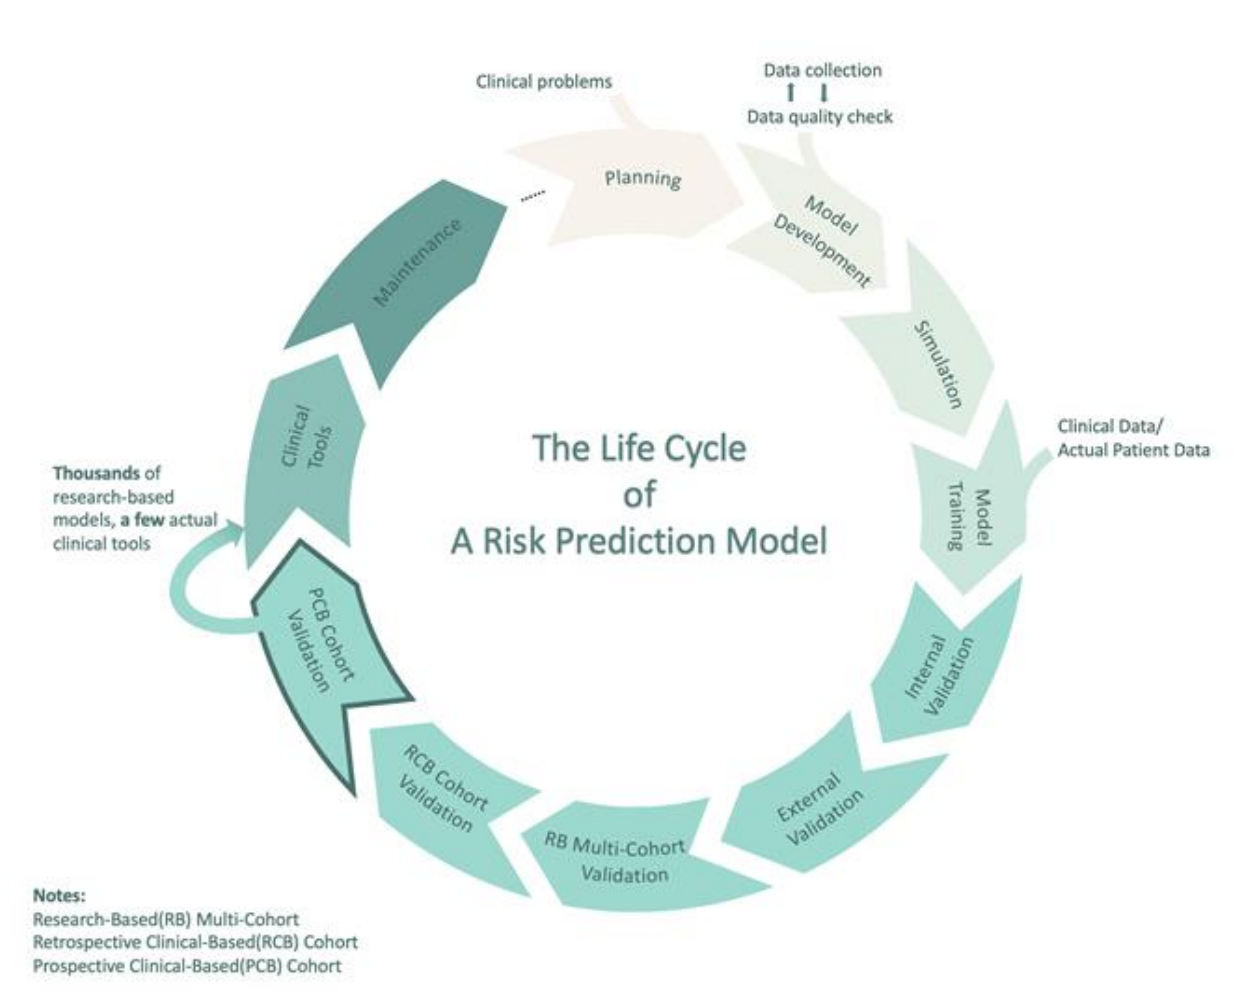 Clinical problems
Data collection
Data quality check
Planning
Model
Development
Simulation
Clinical Data/
Actual Patient Data
Model
Training
Internal
Validation
External
Validation
RB Multi-Cohort
Validation
RCB Cohort
Validation
PCB Cohort
Validation
Thousands of
research-based
models, a few actual
clinical tools
Clinical
Tools
Maintenance
The Life Cycle
of
A Risk Prediction Model
Notes:
Research-Based(RB) Multi-Cohort
Retrospective Clinical-Based(RCB) Cohort
Prospective Clinical-Based(PCB) Cohort